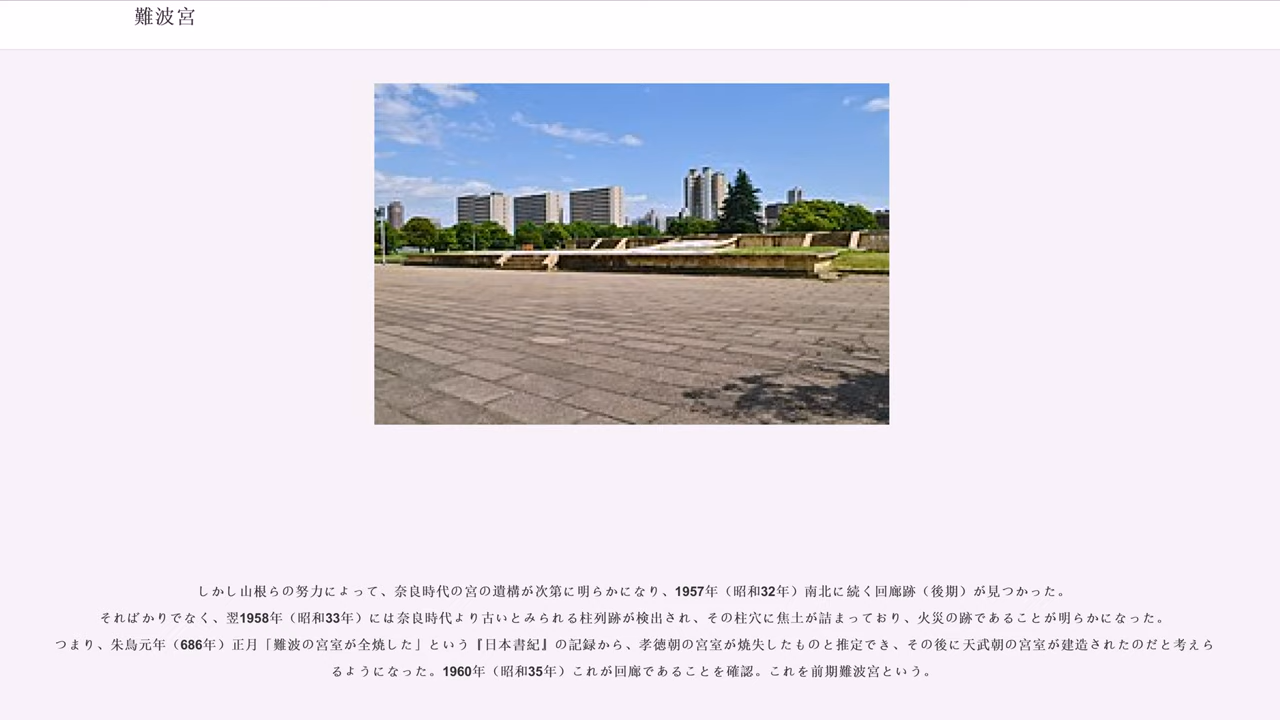 難波宮
しかし山根らの努力によって、奈良時代の宮の遺構が次第に明らかになり、1957年（昭和32年）南北に続く回廊跡（後期）が見つかった。
そればかりでなく、翌1958年（昭和33年）には奈良時代より古いとみられる柱列跡が検出され、その柱穴に焦土が詰まっており、火災の跡であることが明らかになった。
つまり、朱鳥元年（686年）正月「難波の宮室が全焼した」という『日本書紀』の記録から、孝徳朝の宮室が焼失したものと推定でき、その後に天武朝の宮室が建造されたのだと考えら
るようになった。1960年（昭和35年）これが回廊であることを確認。これを前期難波宮という。